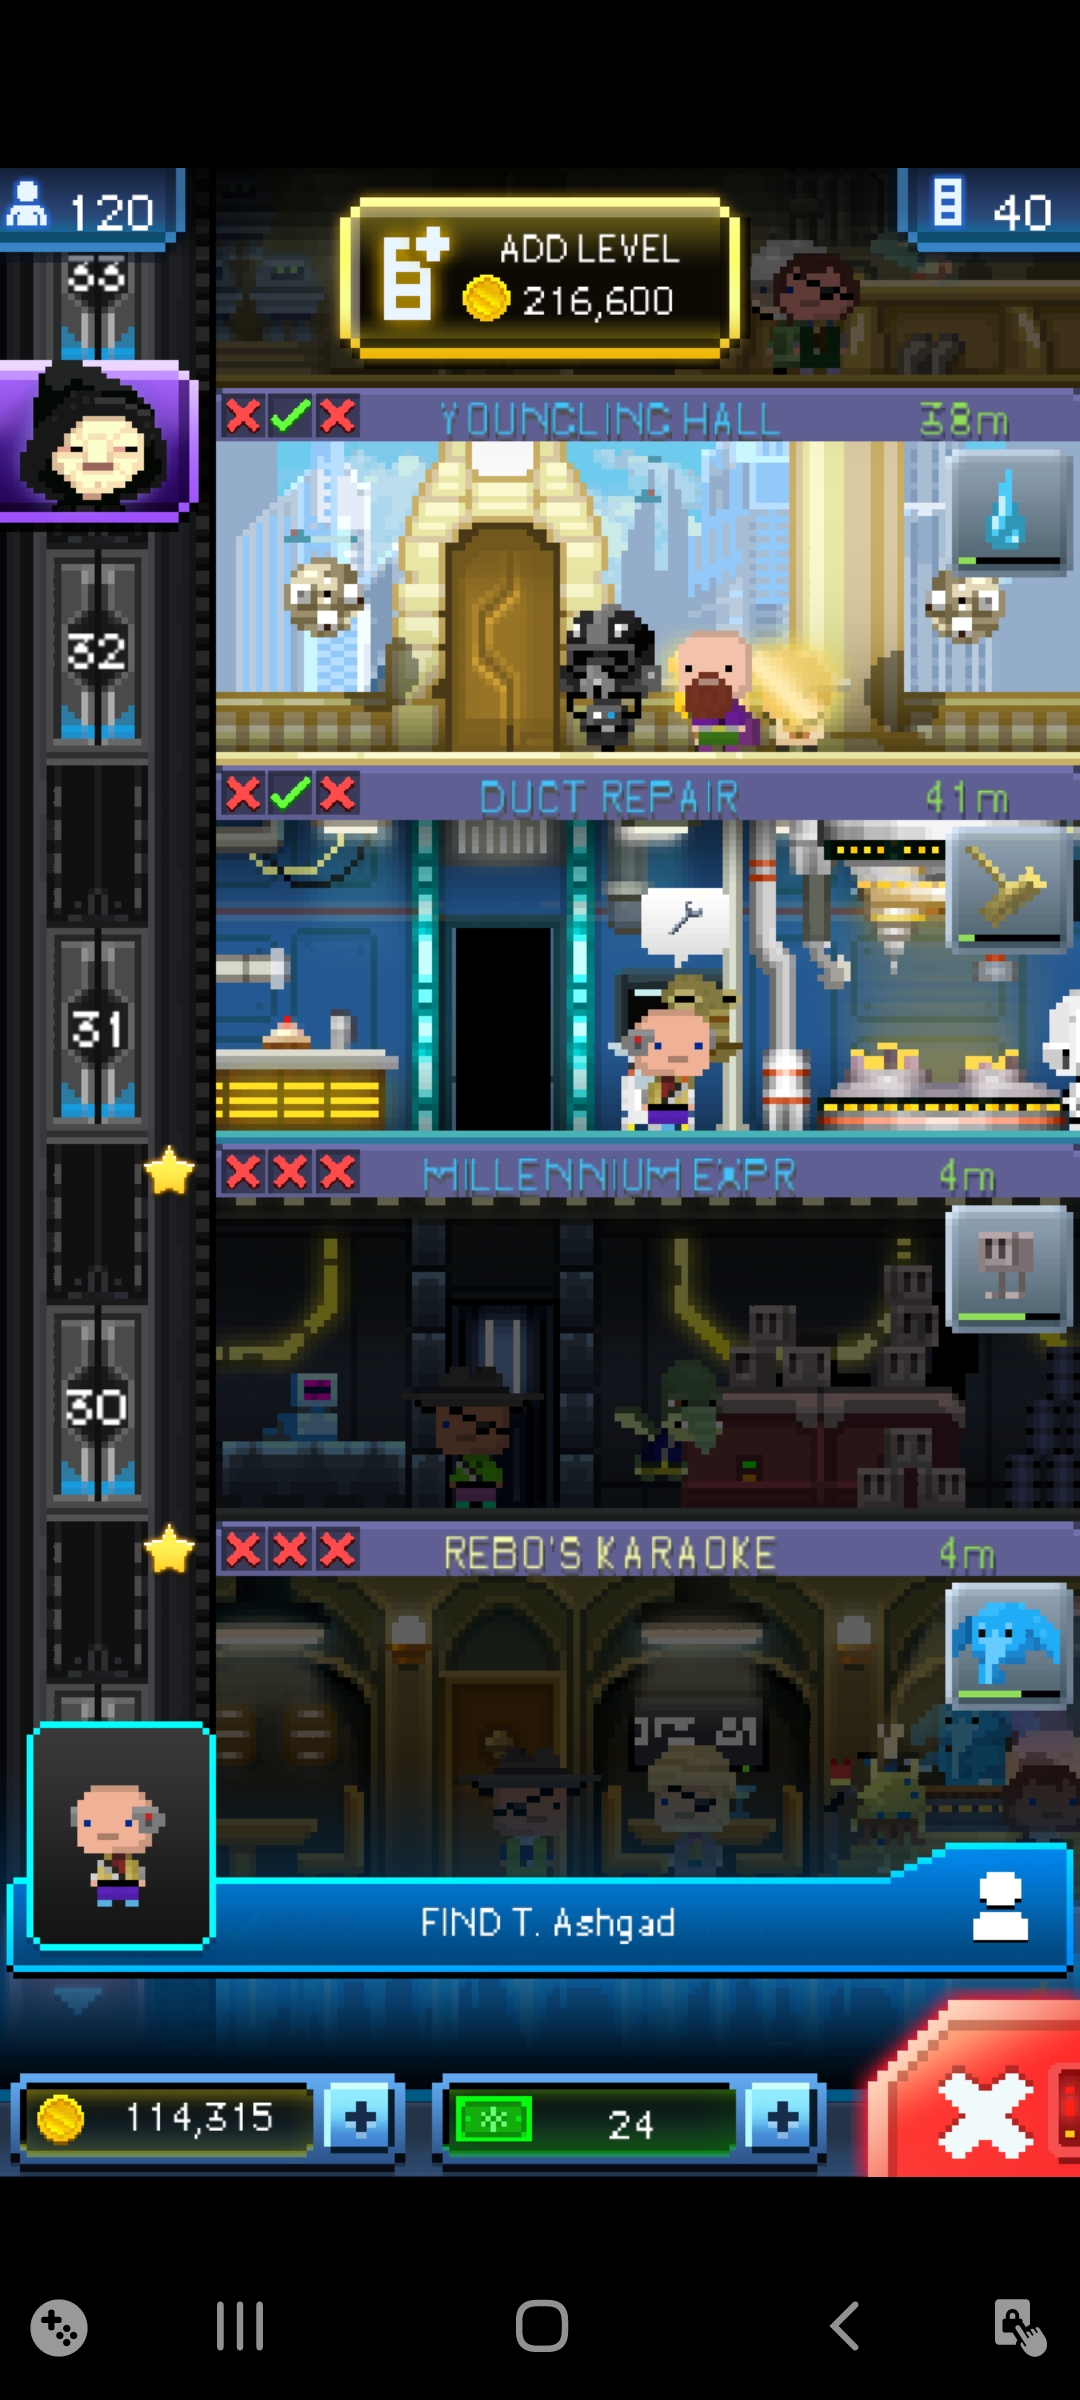 120
40
ADD LEVEL
216,600
33
YOUNGLING HALL
38m
32
DUCT REPAIR
41m
31
MILLENNIUM EXPR
4m
30
REBO'S KARAOKE
4m
FIND T. Ashgad
114,315
24